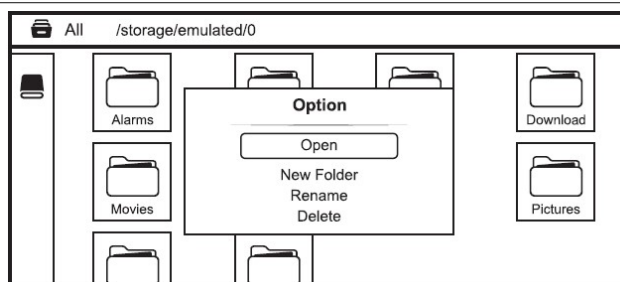 All /storage/emulated/0
Option
Alarms
Download
Open
New Folder
Rename
Delete
Movies
Pictures